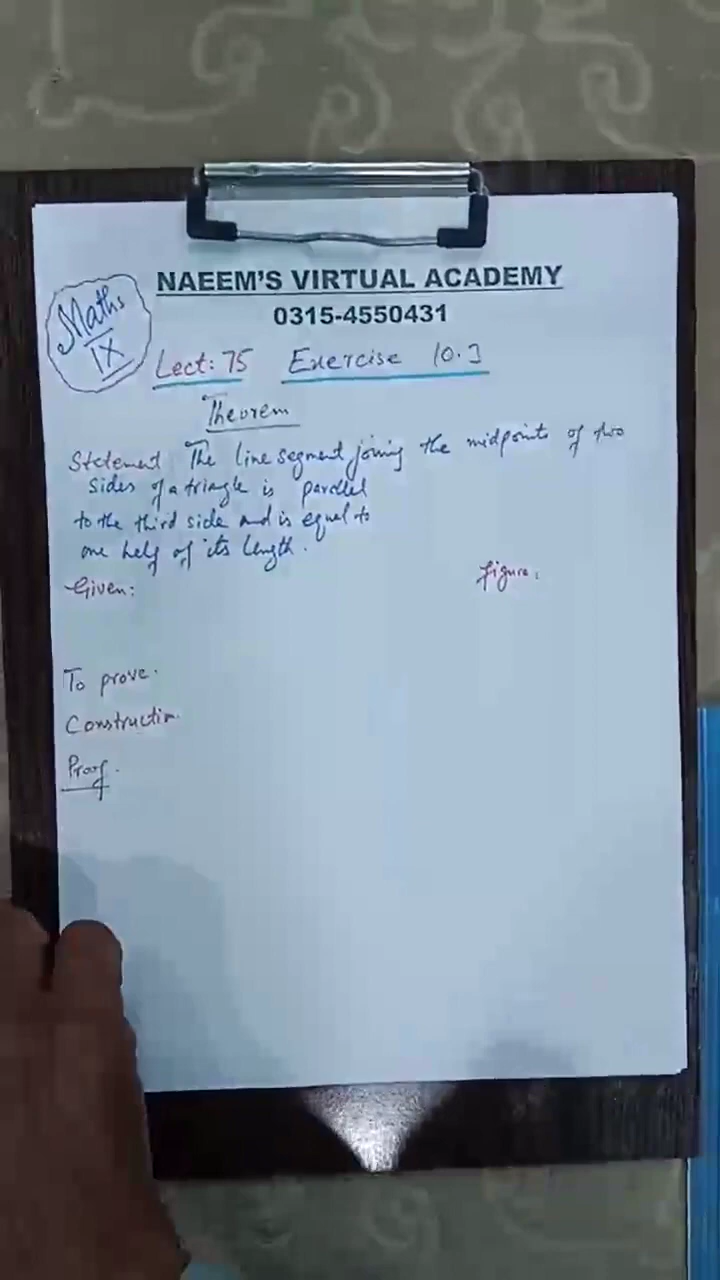 NAEEM'S VIRTUAL ACADEMY
0315-4550431
Maths
IX
Lect: 75 Exercise 10.3
Theorem
Statement The line segment joining the midpoints of two
sides of a triangle is parallel
to the third side and is equal to
one half of its length.
Given:
figure.
To prove.
Construction.
Proof.